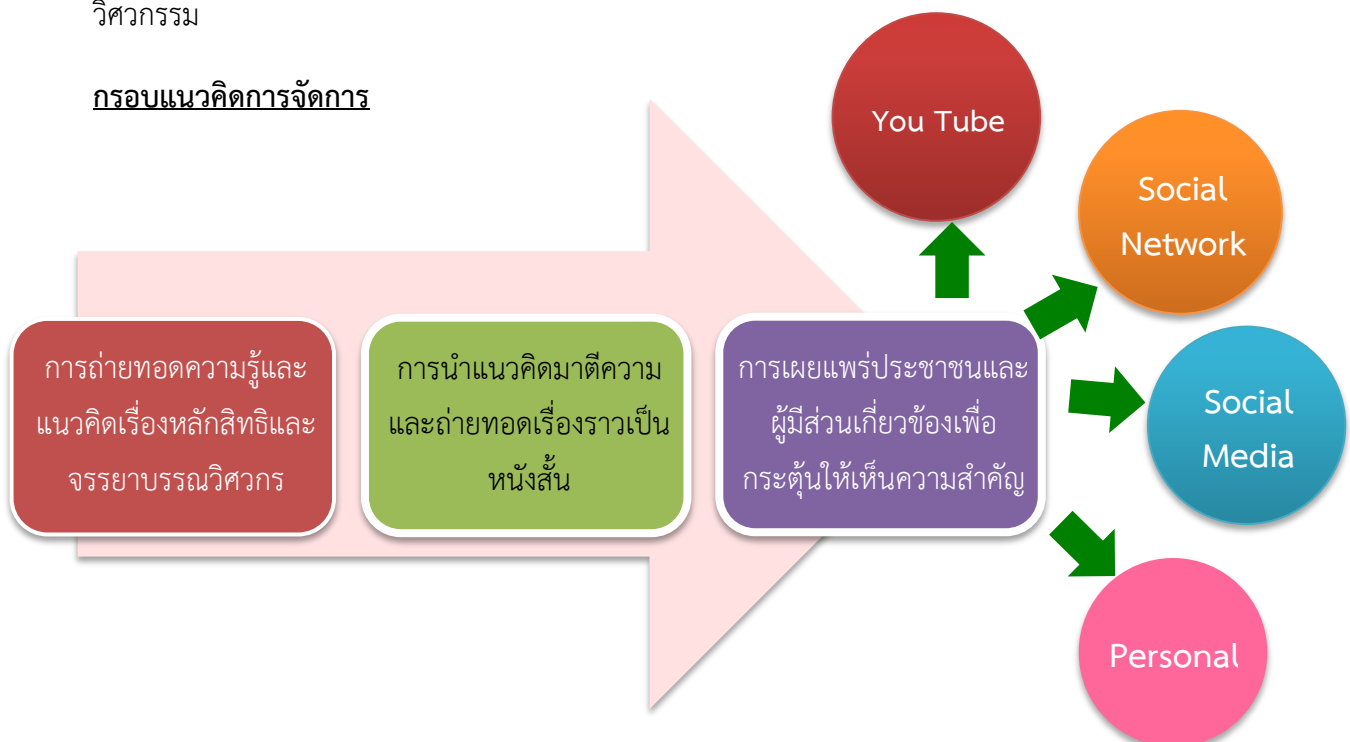 วิศวกรรม
กรอบแนวคิดการจัดการ
You Tube
Social
Network
การถ่ายทอดความรู้และ
แนวคิดเรื่องหลักสิทธิและ
จรรยาบรรณวิศวกร
การนำแนวคิดมาตีความ
และถ่ายทอดเรื่องราวเป็น
หนังสั้น
การเผยแพร่ประชาชนและ
ผู้มีส่วนเกี่ยวข้องเพื่อ
กระตุ้นให้เห็นความสำคัญ
Social
Media
Personal